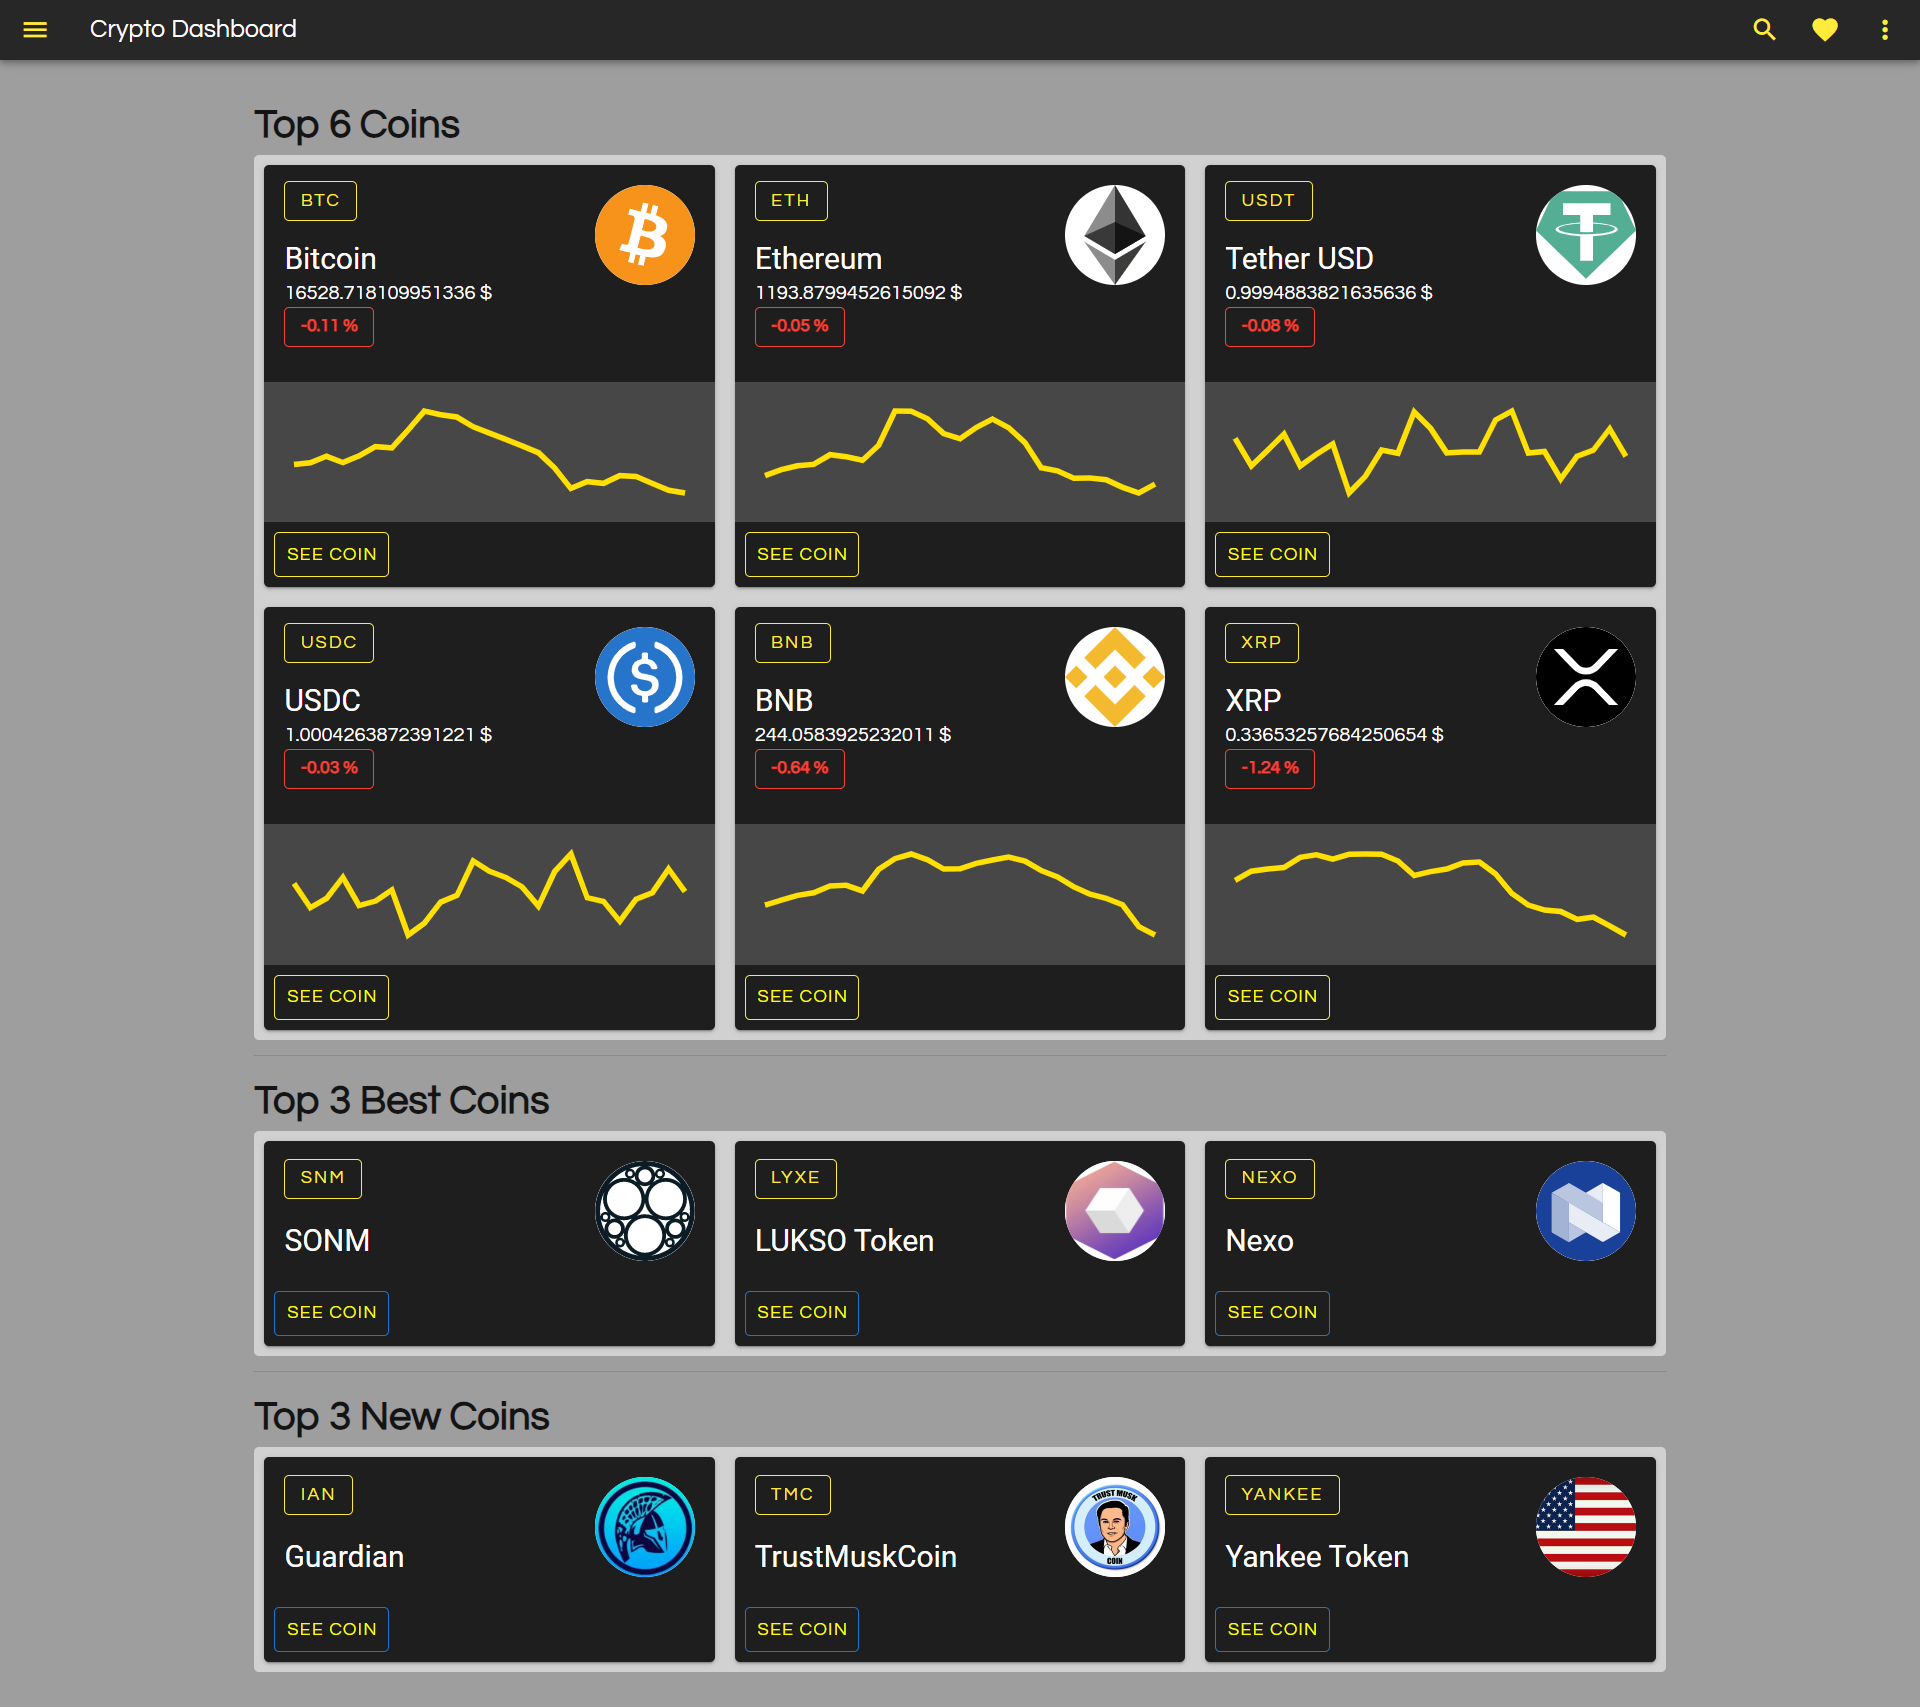 Crypto Dashboard
Top 6 Coins
BTC
Bitcoin
16528.718109951336 $
-0.11 %
SEE COIN
ETH
Ethereum
1193.8799452615092 $
-0.05 %
SEE COIN
USDT
Tether USD
0.9994883821635636 $
-0.08 %
SEE COIN
USDC
USDC
1.0004263872391221 $
-0.03 %
SEE COIN
BNB
BNB
244.0583925232011 $
-0.64 %
SEE COIN
XRP
XRP
0.33653257684250654 $
-1.24 %
SEE COIN
Top 3 Best Coins
SNM
SONM
SEE COIN
LYXE
LUKSO Token
SEE COIN
NEXO
Nexo
SEE COIN
Top 3 New Coins
IAN
Guardian
SEE COIN
TMC
TRUST MUSK
COIN
TrustMuskCoin
SEE COIN
YANKEE
Yankee Token
SEE COIN